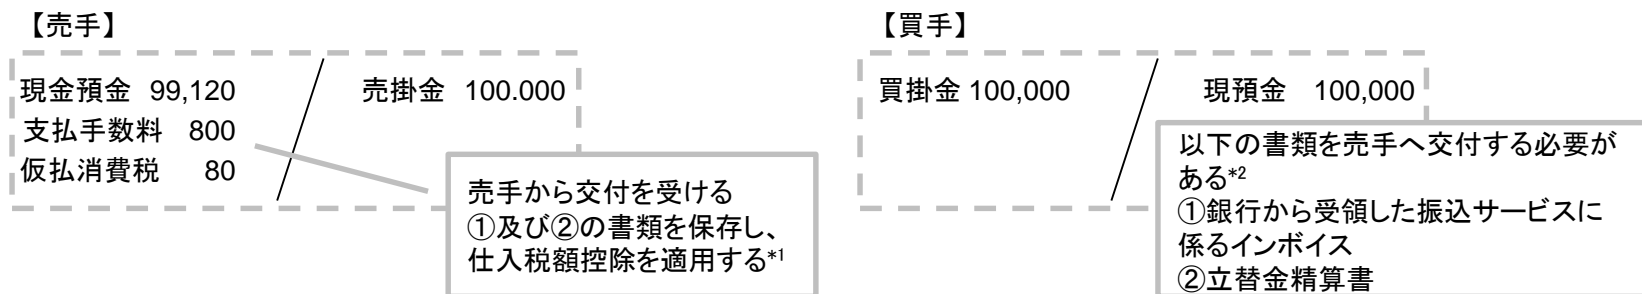 【売手】
現金預金 99,120
売掛金 100.000
支払手数料 800
仮払消費税 80
売手から交付を受ける
①及び②の書類を保存し、
仕入税額控除を適用する*1
【買手】
買掛金 100,000
現預金 100,000
以下の書類を売手へ交付する必要が
ある*2
①銀行から受領した振込サービスに
係るインボイス
②立替金精算書